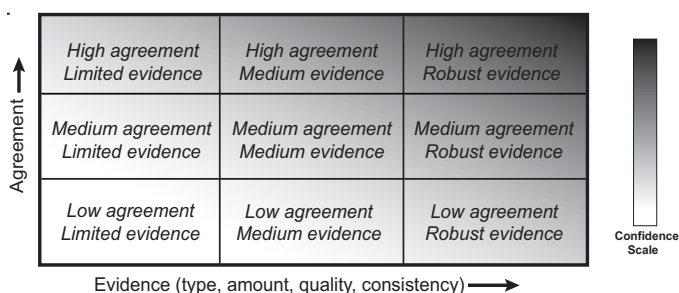 High agreement
Limited evidence
High agreement
Medium evidence
High agreement
Robust evidence
Medium agreement
Limited evidence
Medium agreement
Medium evidence
Medium agreement
Robust evidence
Low agreement
Limited evidence
Low agreement
Medium evidence
Low agreement
Robust evidence
Agreement
Evidence (type, amount, quality, consistency)
Confidence
Scale